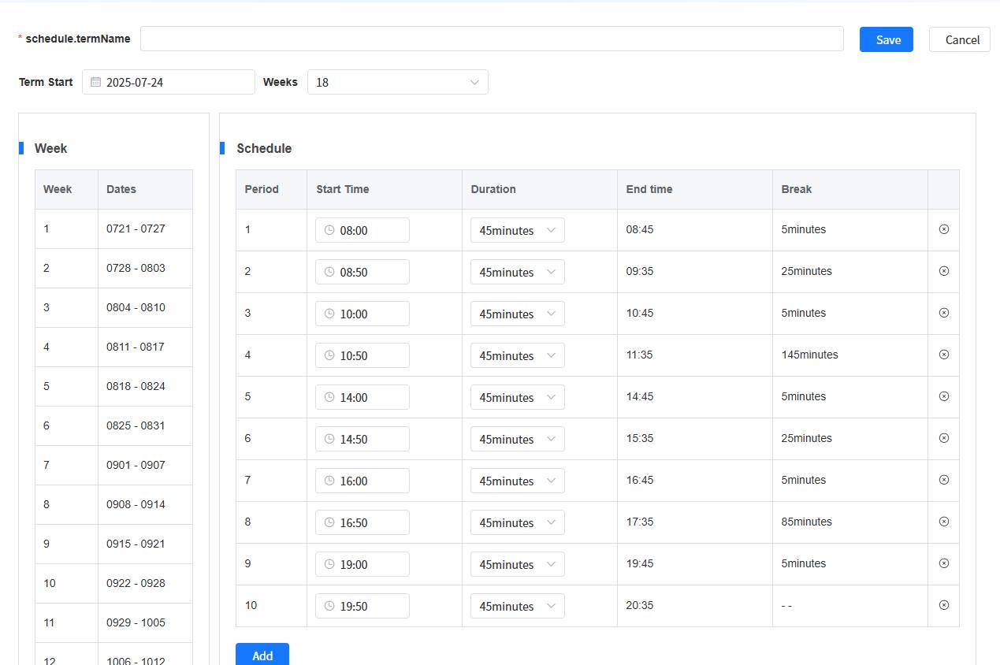 * schedule.termName
Save
Cancel
Term Start 2025-07-24 Weeks 18
Week
Week Dates
1 0721 - 0727
2 0728 - 0803
3 0804 - 0810
4 0811 - 0817
5 0818 - 0824
6 0825 - 0831
7 0901 - 0907
8 0908 - 0914
9 0915 - 0921
10 0922 - 0928
11 0929 - 1005
12 1006 - 1012
Schedule
Period Start Time Duration End time Break
1 08:00 45minutes 08:45 5minutes
2 08:50 45minutes 09:35 25minutes
3 10:00 45minutes 10:45 5minutes
4 10:50 45minutes 11:35 145minutes
5 14:00 45minutes 14:45 5minutes
6 14:50 45minutes 15:35 25minutes
7 16:00 45minutes 16:45 5minutes
8 16:50 45minutes 17:35 85minutes
9 19:00 45minutes 19:45 5minutes
10 19:50 45minutes 20:35 - -
Add